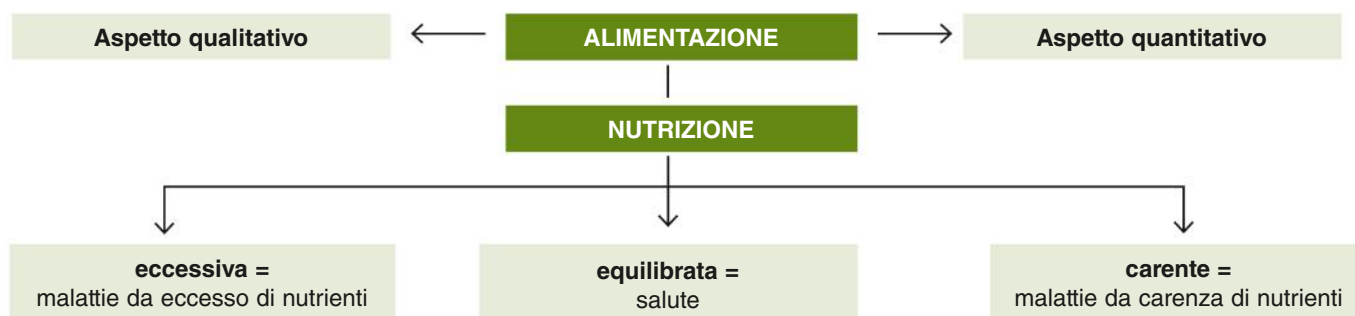 Aspetto qualitativo
ALIMENTAZIONE
Aspetto quantitativo
NUTRIZIONE
eccessiva =
malattie da eccesso di nutrienti
equilibrata =
salute
carente =
malattie da carenza di nutrienti